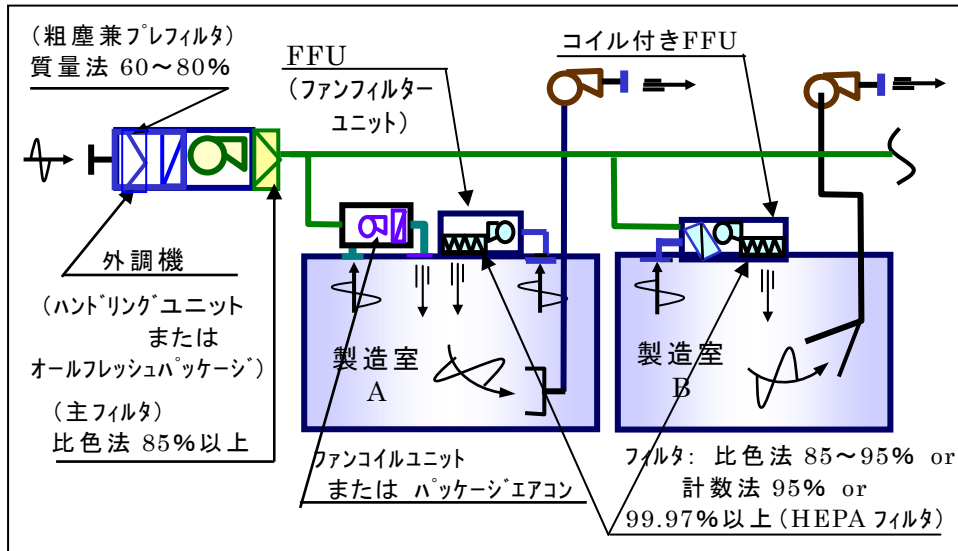 (粗塵兼プレフィルタ)
質量法 60～80%
FFU
(ファンフィルター
ユニット)
コイル付きFFU
外調機
(ハンドリングユニット
または
オールフレッシュパッケージ)
(主フィルタ)
比色法 85%以上
製造室
A
製造室
B
ファンコイルユニット
または パッケージエアコン
フィルタ: 比色法 85～95% or
計数法 95% or
99.97%以上(HEPAフィルタ)